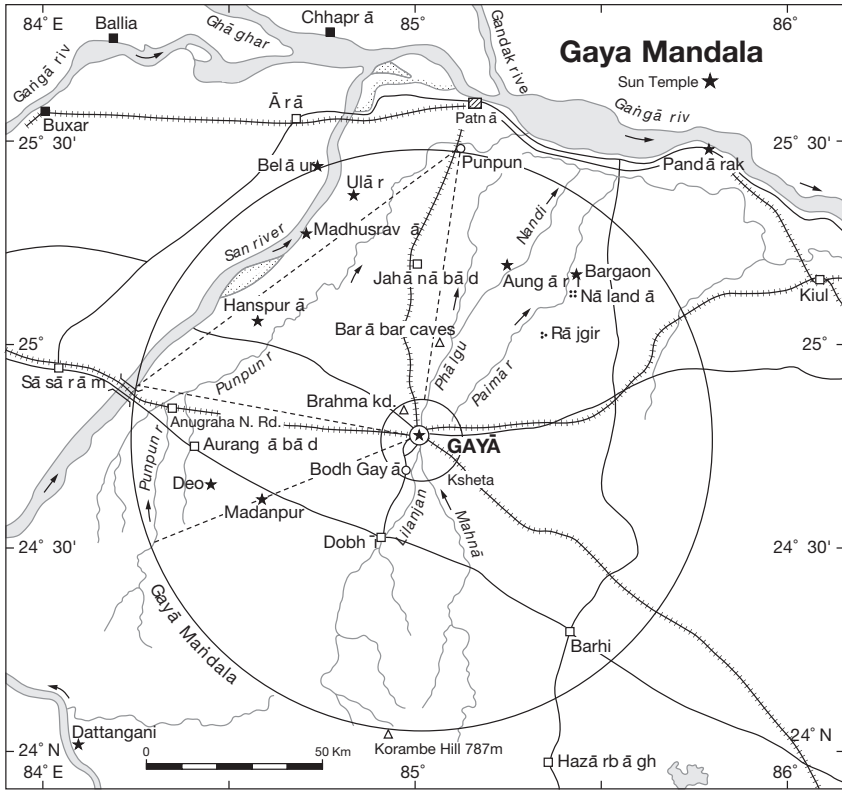 84° E
Ballia
Chhaprā
85°
86°
Ghāghar
Gandak rive
Gaya Mandala
Sun Temple ★
Gaṅgā riv
Ārā
Patnā
Gaṅgā riv
Buxar
25° 30'
25° 30'
Belāur
Punpun
Pandārak
Ulār
Nandi
San river
Madhusravā
Jahānābād
Aungāri
Bargaon
Nālandā
Kiul
Hanspurā
Barābar caves
Rājgir
25°
25°
Phālgu
Paimār
Sāsārām
Punpun r
Brahma kd.
Anugraha N. Rd.
Aurangābād
GAYĀ
Punpun r
Bodh Gayā
Ksheta
Deo
Madanpur
Lilanjan
Mahnā
24° 30'
Dobhi
24° 30'
Gayā Maṅdala
Barhi
Dattangani
24° N
24° N
0
50 Km
Korambe Hill 787m
Hazārbāgh
84° E
85°
86°